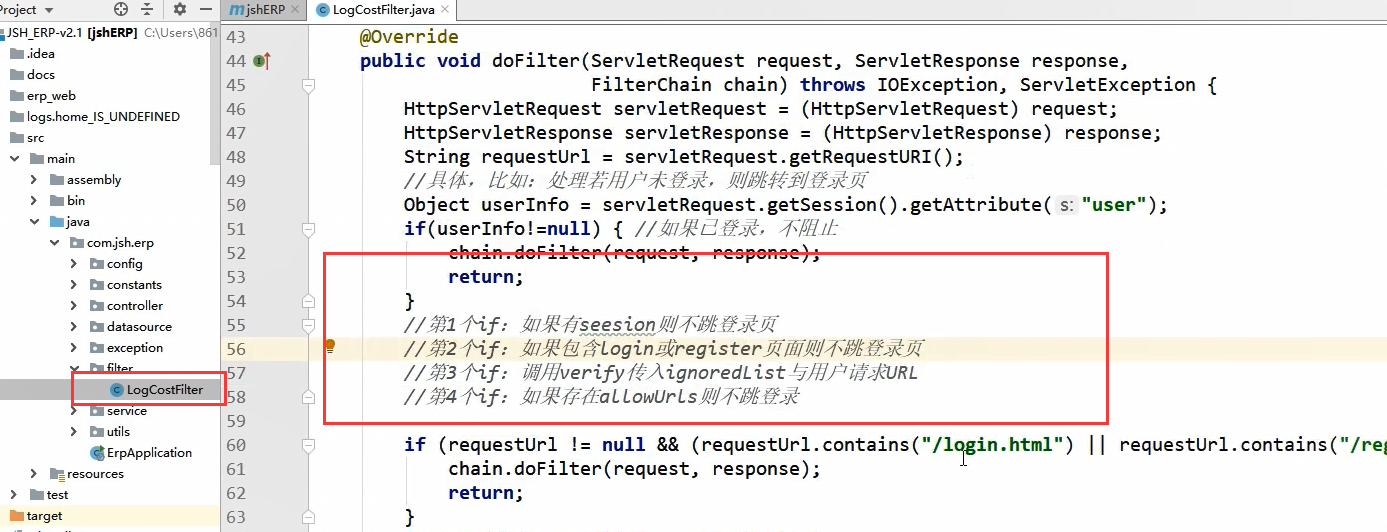 Project
JSH_ERP-v2.1 [jshERP] C:\Users\861
.idea
docs
erp_web
logs.home_IS_UNDEFINED
src
main
assembly
bin
java
com.jsh.erp
config
constants
controller
datasource
exception
filter
LogCostFilter
service
utils
ErpApplication
resources
test
target
jshERP
LogCostFilter.java
43 @Override
44 public void doFilter(ServletRequest request, ServletResponse response,
45 FilterChain chain) throws IOException, ServletException {
46 HttpServletRequest servletRequest = (HttpServletRequest) request;
47 HttpServletResponse servletResponse = (HttpServletResponse) response;
48 String requestUrl = servletRequest.getRequestURI();
49 //具体，比如：处理若用户未登录，则跳转到登录页
50 Object userInfo = servletRequest.getSession().getAttribute( s: "user");
51 if(userInfo!=null) { //如果已登录，不阻止
52 chain.doFilter(request, response);
53 return;
54 }
55 //第1个if：如果有seesion则不跳登录页
56 //第2个if：如果包含login或register页面则不跳登录页
57 //第3个if：调用verify传入ignoredList与用户请求URL
58 //第4个if：如果存在allowUrls则不跳登录
59
60 if (requestUrl != null && (requestUrl.contains("/login.html") || requestUrl.contains("/reg
61 chain.doFilter(request, response);
62 return;
63 }